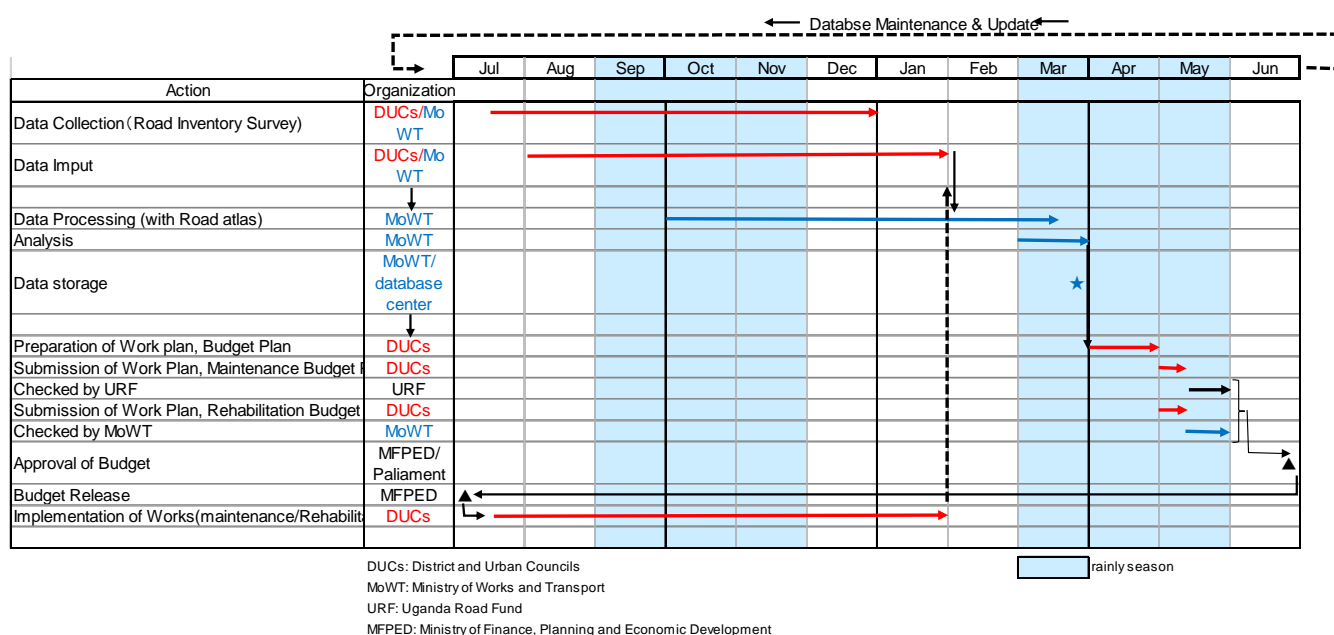 Databse Maintenance & Update
Jul Aug Sep Oct Nov Dec Jan Feb Mar Apr May Jun
Action Organization
Data Collection（Road Inventory Survey) DUCs/Mo
WT
Data Imput DUCs/Mo
WT
Data Processing (with Road atlas) MoWT
Analysis MoWT
Data storage MoWT/
database
center
Preparation of Work plan, Budget Plan DUCs
Submission of Work Plan, Maintenance Budget DUCs
Checked by URF URF
Submission of Work Plan, Rehabilitation Budget DUCs
Checked by MoWT MoWT
Approval of Budget MFPED/
Paliament
Budget Release MFPED
Implementation of Works(maintenance/Rehabilit DUCs
DUCs: District and Urban Councils
rainly season
MoWT: Ministry of Works and Transport
URF: Uganda Road Fund
MFPED: Ministry of Finance, Planning and Economic Development